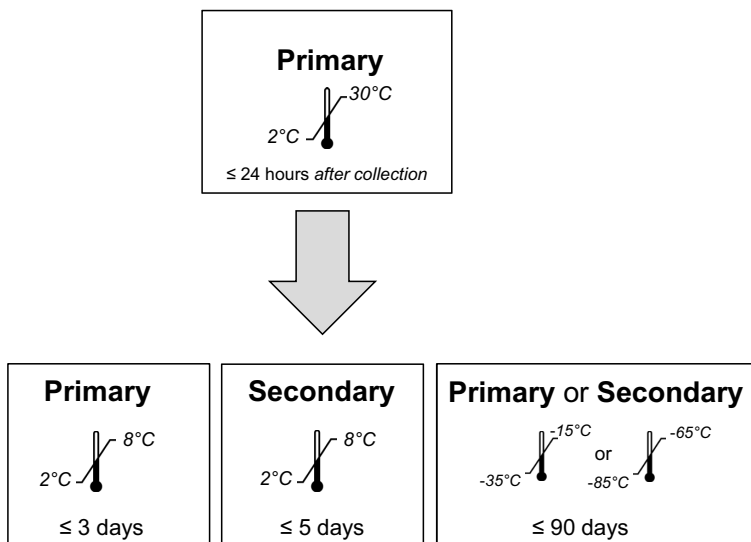 Primary
30°C
2°C
≤ 24 hours after collection
Primary
8°C
2°C
≤ 3 days
Secondary
8°C
2°C
≤ 5 days
Primary or Secondary
-15°C
-35°C
or
-65°C
-85°C
≤ 90 days